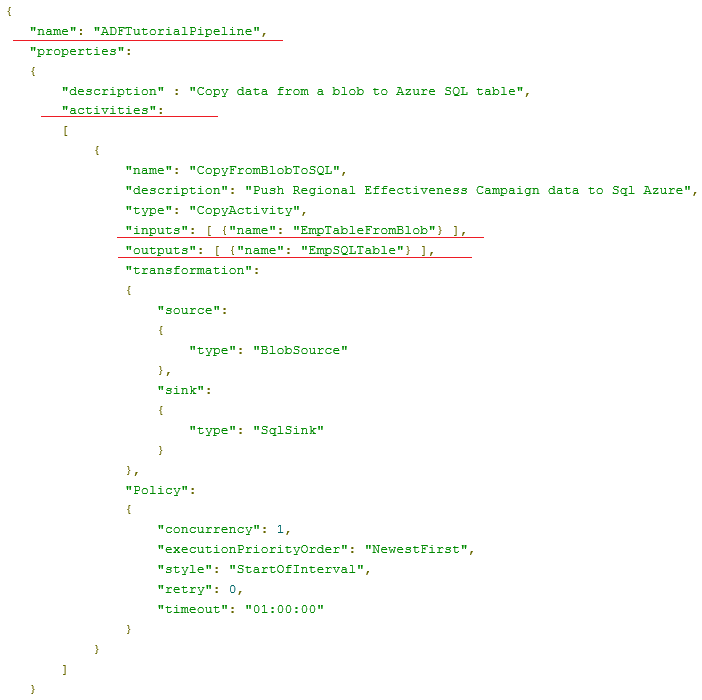 {
"name": "ADFTutorialPipeline",
"properties":
{
"description" : "Copy data from a blob to Azure SQL table",
"activities":
[
{
"name": "CopyFromBlobToSQL",
"description": "Push Regional Effectiveness Campaign data to Sql Azure",
"type": "CopyActivity",
"inputs": [ {"name": "EmpTableFromBlob"} ],
"outputs": [ {"name": "EmpSQLTable"} ],
"transformation":
{
"source":
{
"type": "BlobSource"
},
"sink":
{
"type": "SqlSink"
}
},
"Policy":
{
"concurrency": 1,
"executionPriorityOrder": "NewestFirst",
"style": "StartOfInterval",
"retry": 0,
"timeout": "01:00:00"
}
}
]
}